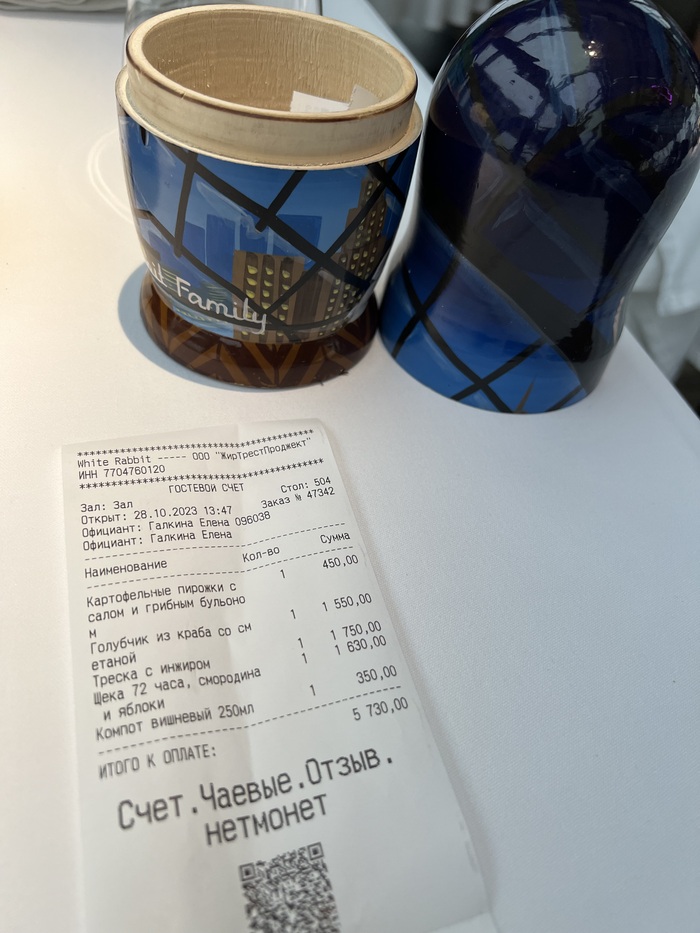 Family
****************************************
White Rabbit ----- ООО "ЖирТрестПроджект"
ИНН 7704760120
****************************************
ГОСТЕВОЙ СЧЕТ
Зал: Зал Стол: 504
Открыт: 28.10.2023 13:47 Заказ № 47342
Официант: Галкина Елена 096038
Официант: Галкина Елена
Наименование Кол-во Сумма
Картофельные пирожки с 1 450,00
салом и грибным бульоно
м
Голубчик из краба со см 1 1 550,00
етаной
Треска с инжиром 1 1 750,00
Щека 72 часа, смородина 1 1 630,00
и яблоки
Компот вишневый 250мл 1 350,00
ИТОГО К ОПЛАТЕ: 5 730,00
Счет.Чаевые.Отзыв.
нетмонет